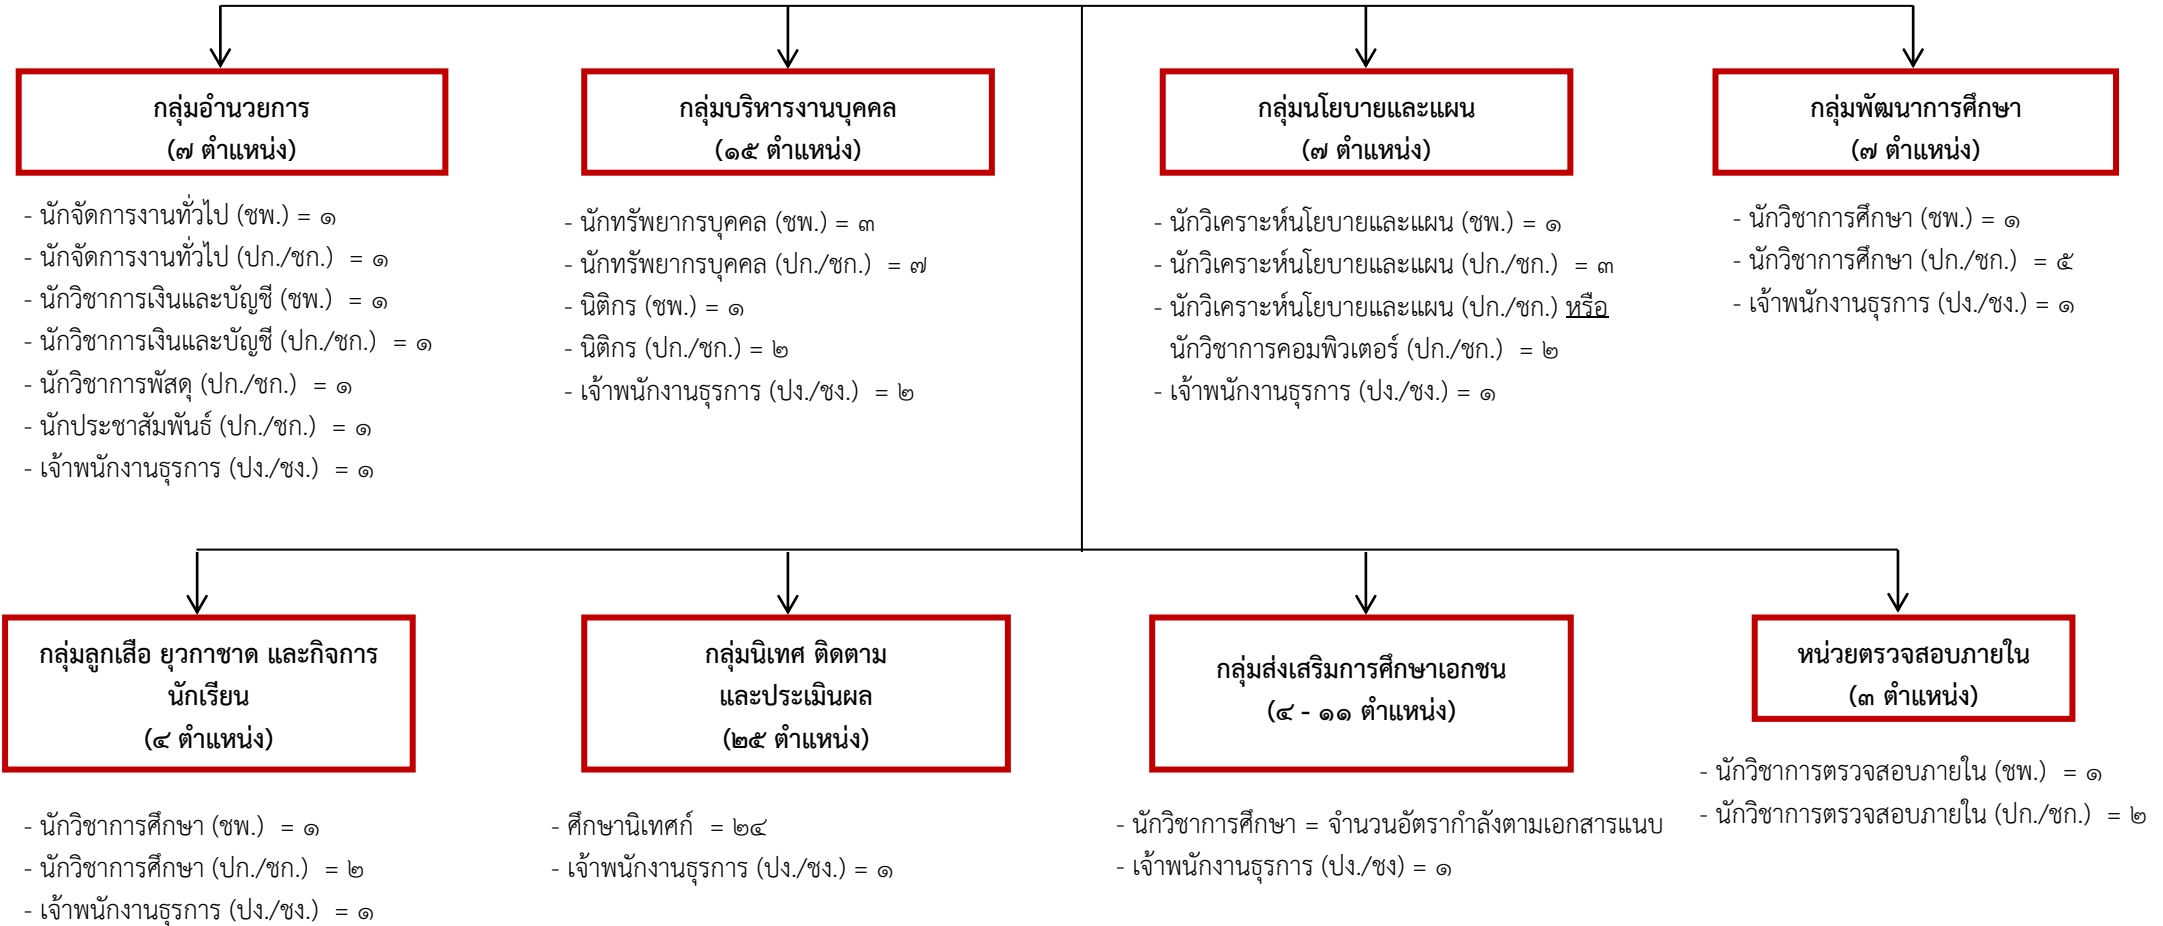 กลุ่มอำนวยการ
(๗ ตำแหน่ง)
- นักจัดการงานทั่วไป (ชพ.) = ๑
- นักจัดการงานทั่วไป (ปก./ชก.) = ๑
- นักวิชาการเงินและบัญชี (ชพ.) = ๑
- นักวิชาการเงินและบัญชี (ปก./ชก.) = ๑
- นักวิชาการพัสดุ (ปก./ชก.) = ๑
- นักประชาสัมพันธ์ (ปก./ชก.) = ๑
- เจ้าพนักงานธุรการ (ปง./ชง.) = ๑
กลุ่มบริหารงานบุคคล
(๑๕ ตำแหน่ง)
- นักทรัพยากรบุคคล (ชพ.) = ๓
- นักทรัพยากรบุคคล (ปก./ชก.) = ๗
- นิติกร (ชพ.) = ๑
- นิติกร (ปก./ชก.) = ๒
- เจ้าพนักงานธุรการ (ปง./ชง.) = ๒
กลุ่มนโยบายและแผน
(๗ ตำแหน่ง)
- นักวิเคราะห์นโยบายและแผน (ชพ.) = ๑
- นักวิเคราะห์นโยบายและแผน (ปก./ชก.) = ๓
- นักวิเคราะห์นโยบายและแผน (ปก./ชก.) หรือ
นักวิชาการคอมพิวเตอร์ (ปก./ชก.) = ๒
- เจ้าพนักงานธุรการ (ปง./ชง.) = ๑
กลุ่มพัฒนาการศึกษา
(๗ ตำแหน่ง)
- นักวิชาการศึกษา (ชพ.) = ๑
- นักวิชาการศึกษา (ปก./ชก.) = ๕
- เจ้าพนักงานธุรการ (ปง./ชง.) = ๑
กลุ่มลูกเสือ ยุวกาชาด และกิจการ
นักเรียน
(๔ ตำแหน่ง)
- นักวิชาการศึกษา (ชพ.) = ๑
- นักวิชาการศึกษา (ปก./ชก.) = ๒
- เจ้าพนักงานธุรการ (ปง./ชง.) = ๑
กลุ่มนิเทศ ติดตาม
และประเมินผล
(๒๕ ตำแหน่ง)
- ศึกษานิเทศก์ = ๒๔
- เจ้าพนักงานธุรการ (ปง./ชง.) = ๑
กลุ่มส่งเสริมการศึกษาเอกชน
(๔ - ๑๑ ตำแหน่ง)
- นักวิชาการศึกษา = จำนวนอัตรากำลังตามเอกสารแนบ
- เจ้าพนักงานธุรการ (ปง./ชง) = ๑
หน่วยตรวจสอบภายใน
(๓ ตำแหน่ง)
- นักวิชาการตรวจสอบภายใน (ชพ.) = ๑
- นักวิชาการตรวจสอบภายใน (ปก./ชก.) = ๒